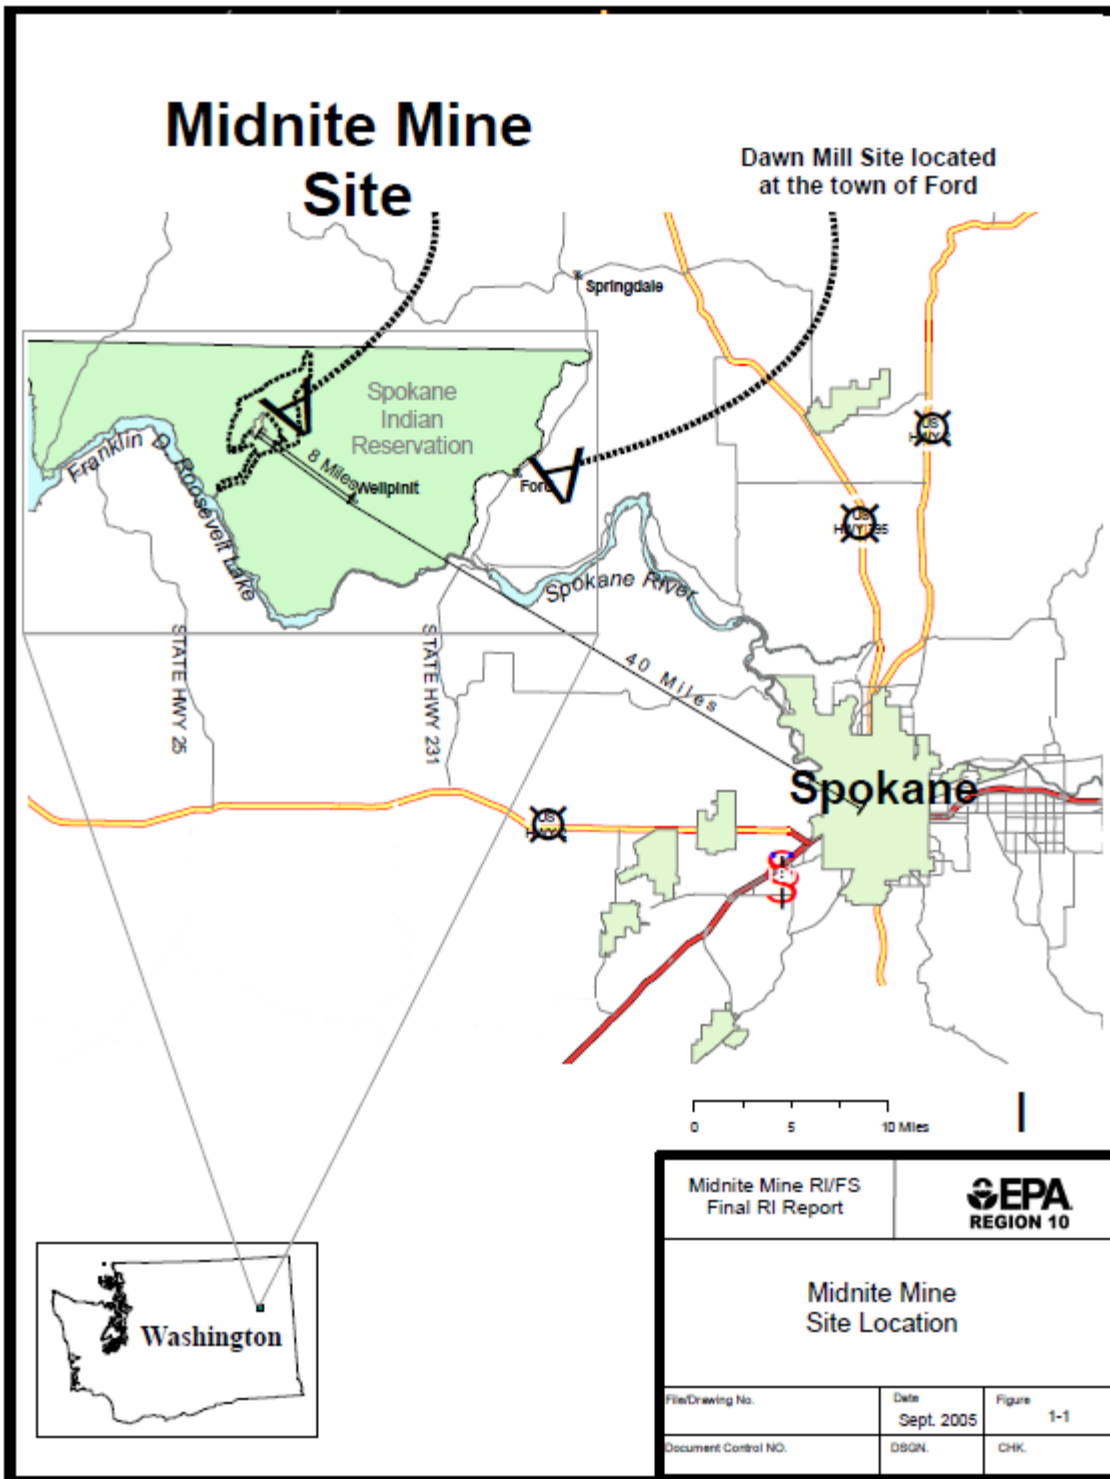 Midnite Mine
Site
Dawn Mill Site located
at the town of Ford
Springdale
Spokane
Indian
Reservation
8 Miles
Wellpinit
Ford
Franklin D. Roosevelt Lake
Spokane River
US
US
STATE HWY 25
STATE HWY 231
40 Miles
Spokane
US
0 5 10 Miles
Midnite Mine RI/FS
Final RI Report
EPA
REGION 10
Midnite Mine
Site Location
File/Drawing No.
Date
Sept. 2005
Figure
1-1
Document Control NO.
DSGN.
CHK.
Washington